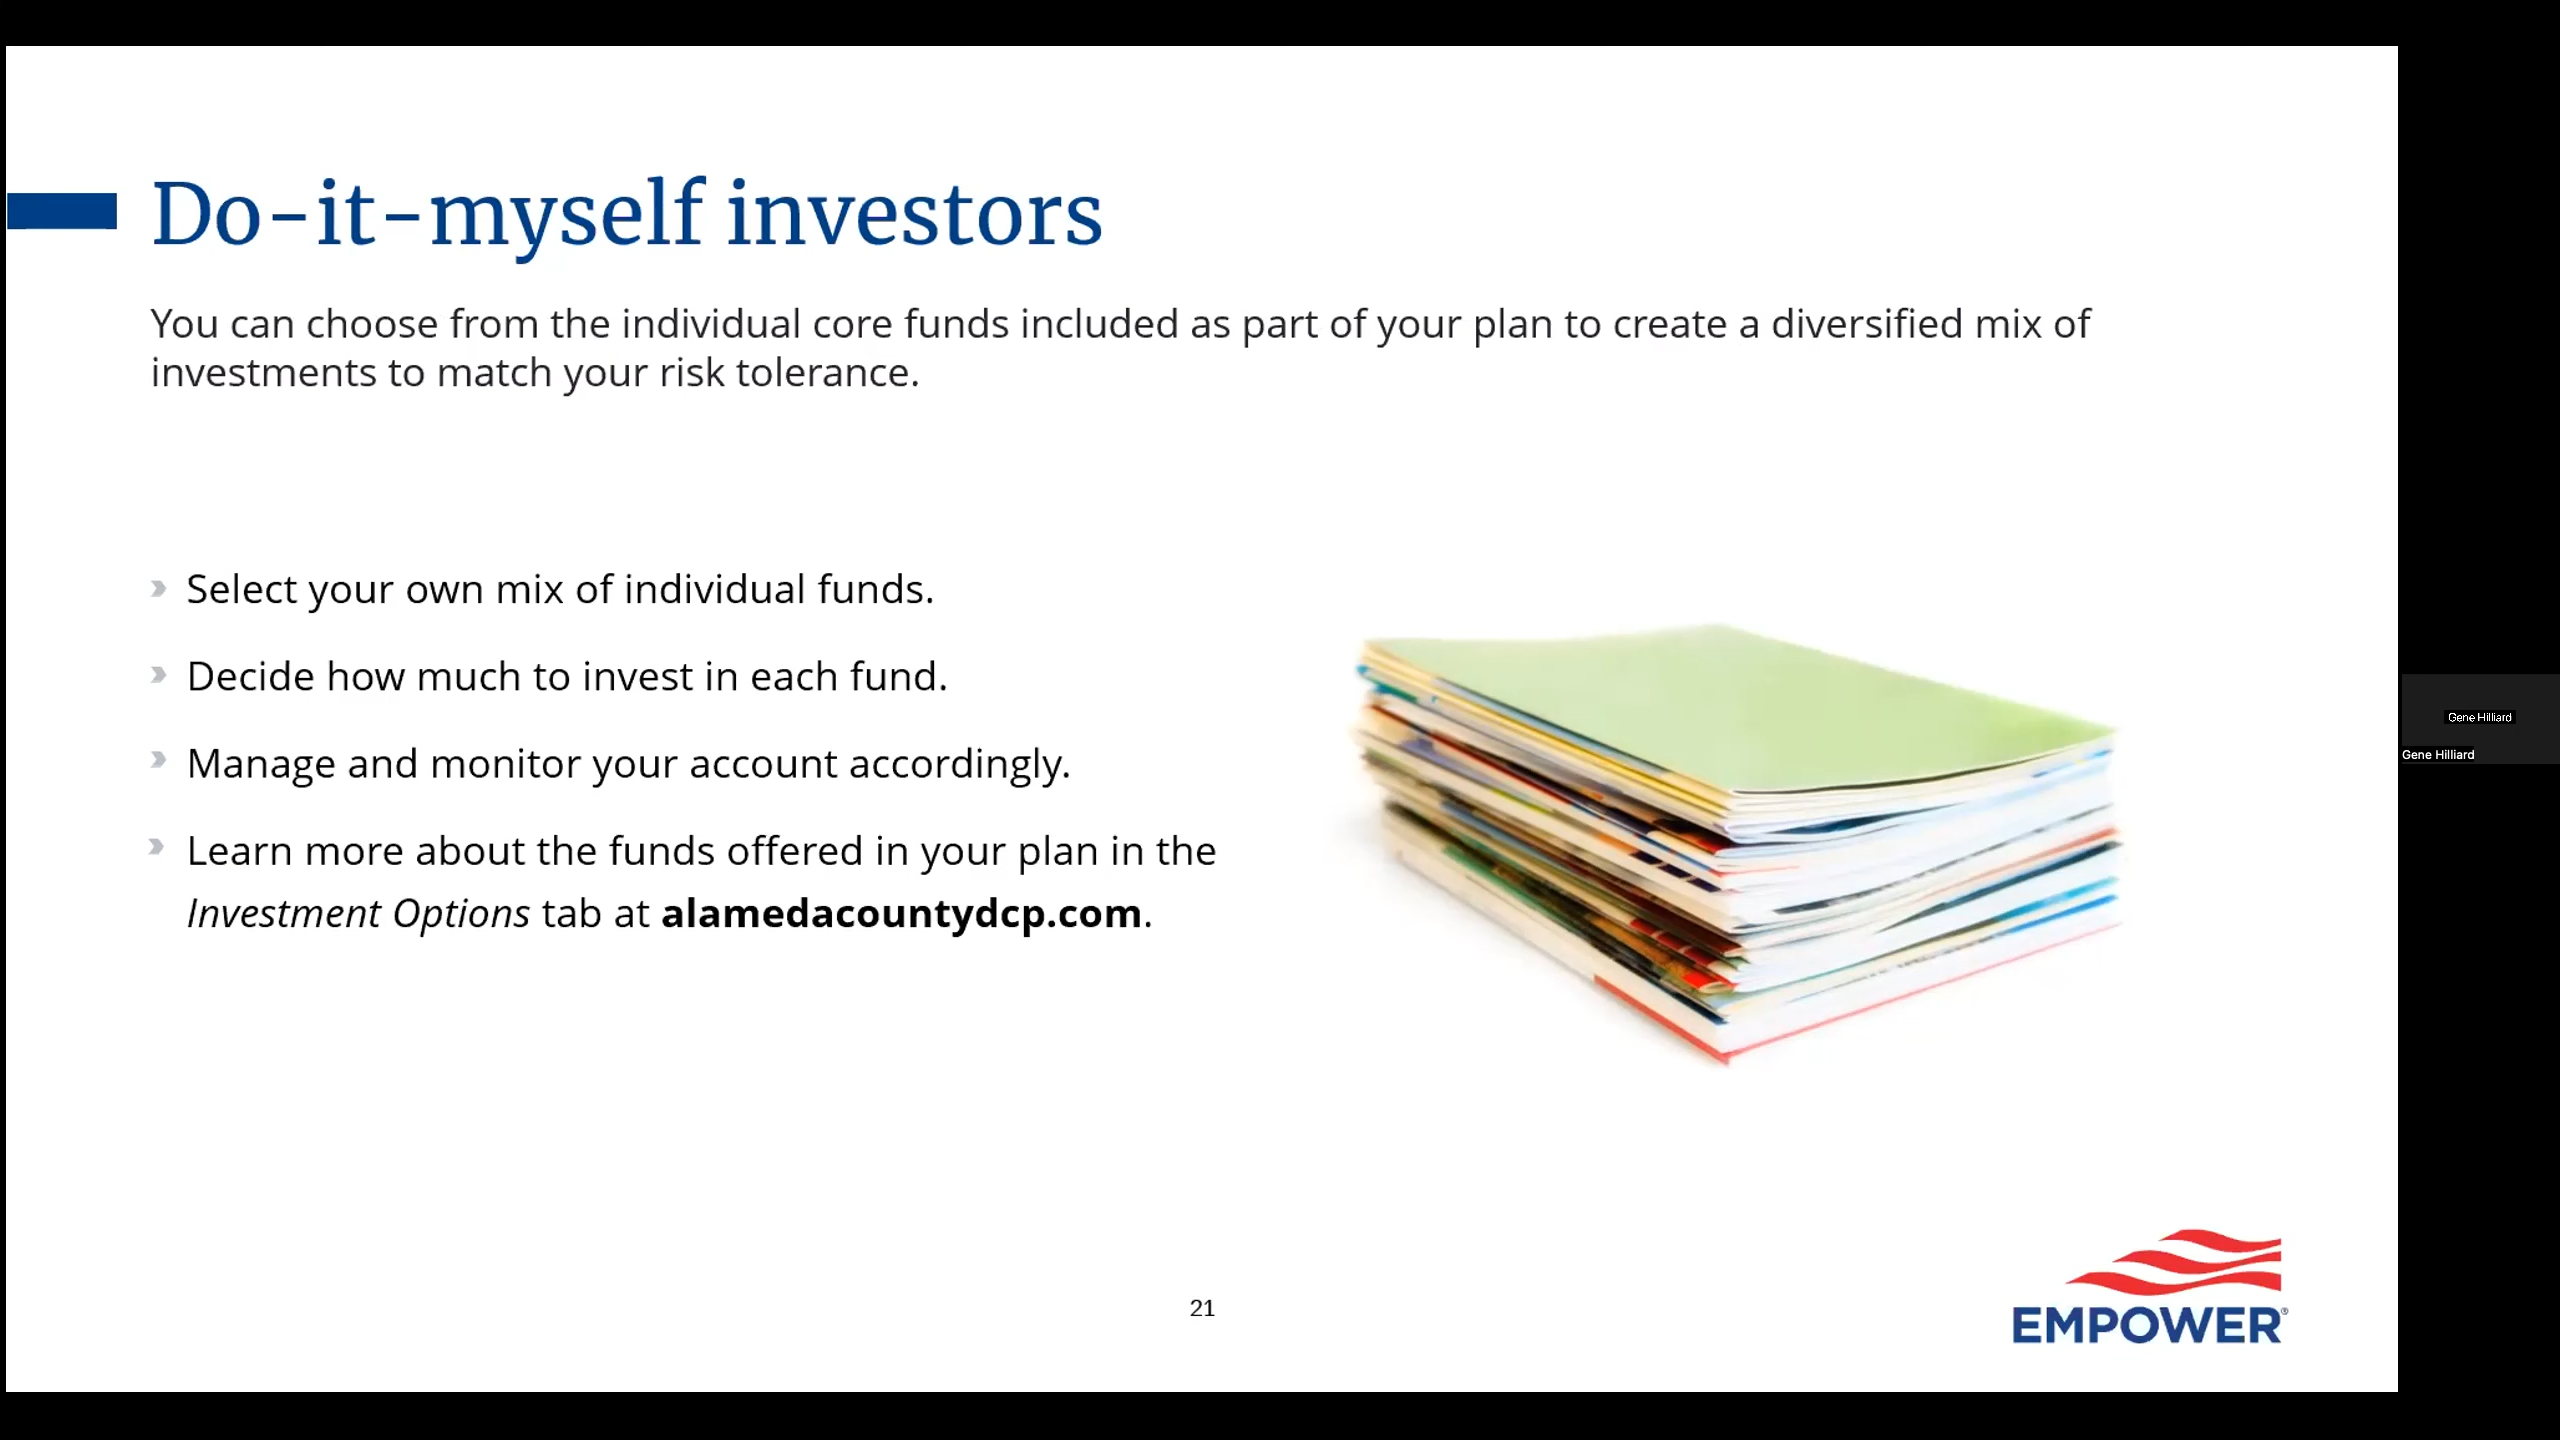 Do-it-myself investors
You can choose from the individual core funds included as part of your plan to create a diversified mix of
investments to match your risk tolerance.
Select your own mix of individual funds.
Decide how much to invest in each fund.
Manage and monitor your account accordingly.
Learn more about the funds offered in your plan in the
Investment Options tab at alamedacountydcp.com.
Gene Hilliard
Gene Hilliard
21
EMPOWER®